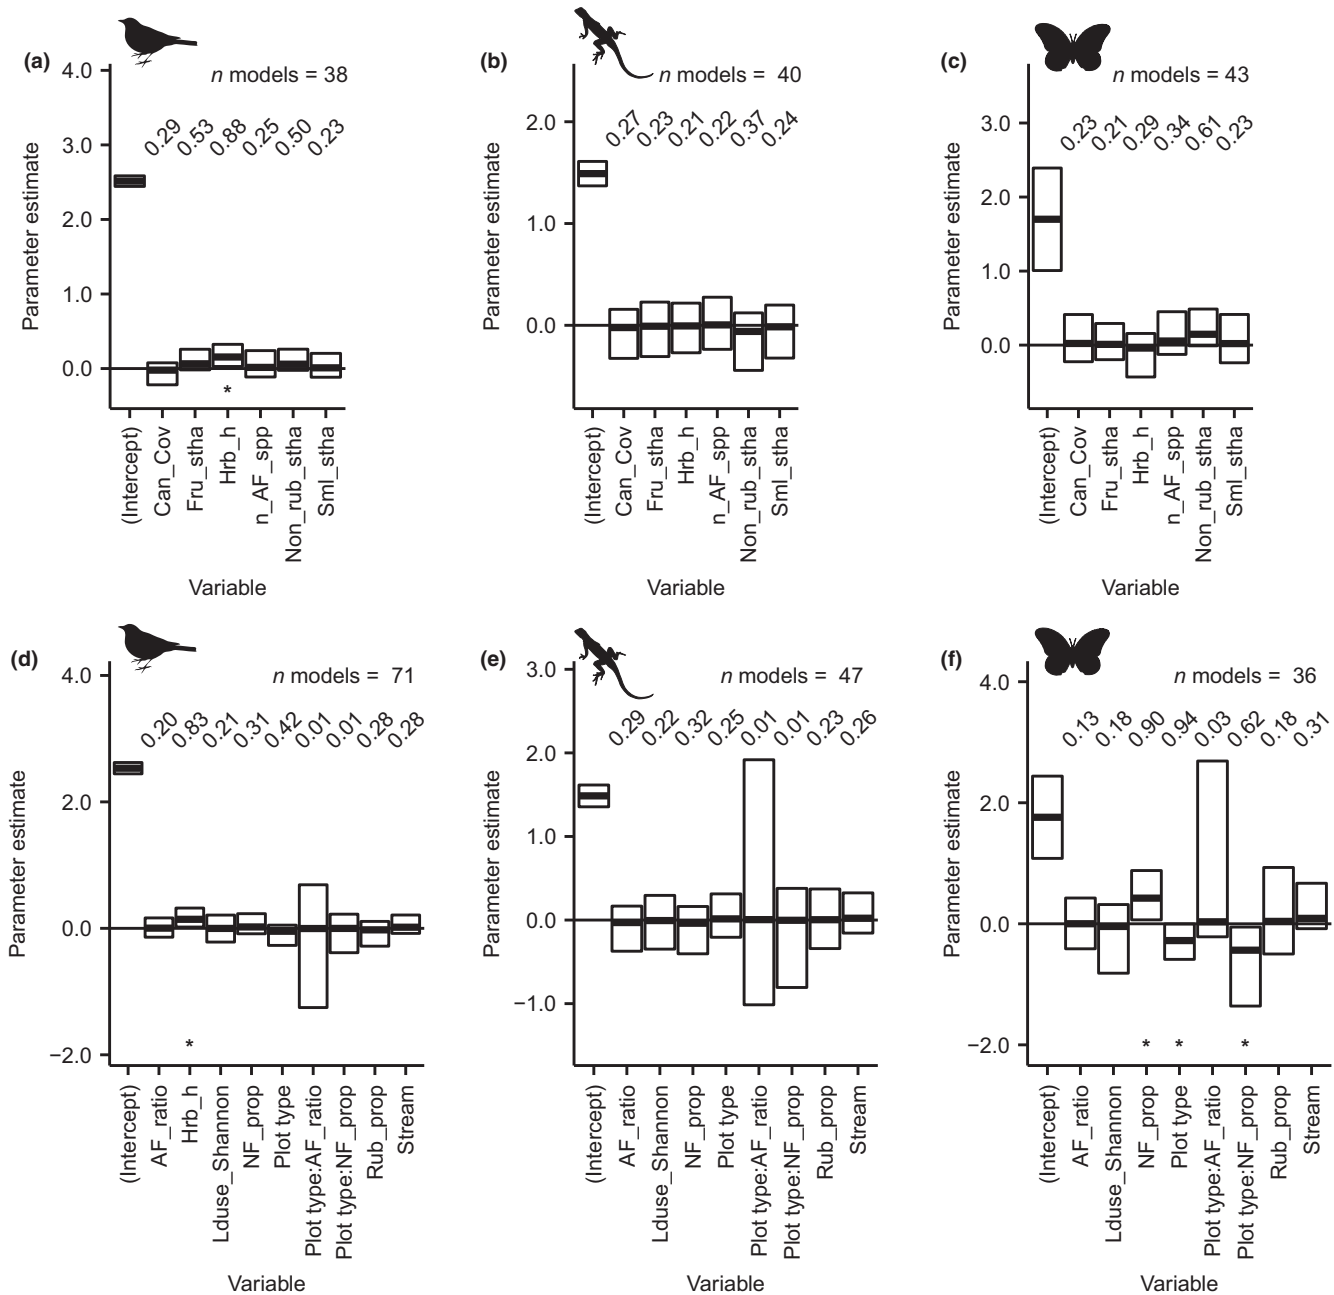 (a)
n models = 38
0.29 0.53 0.88 0.25 0.50 0.23
4.0
3.0
2.0
1.0
0.0
Parameter estimate
*
(Intercept)
Can_Cov
Fru_stha
Hrb_h
n_AF_spp
Non_rub_stha
Sml_stha
Variable
(b)
n models = 40
0.27 0.23 0.21 0.22 0.37 0.24
2.0
1.0
0.0
Parameter estimate
(Intercept)
Can_Cov
Fru_stha
Hrb_h
n_AF_spp
Non_rub_stha
Sml_stha
Variable
(c)
n models = 43
0.23 0.21 0.29 0.34 0.61 0.23
3.0
2.0
1.0
0.0
Parameter estimate
(Intercept)
Can_Cov
Fru_stha
Hrb_h
n_AF_spp
Non_rub_stha
Sml_stha
Variable
(d)
n models = 71
0.20 0.83 0.21 0.31 0.42 0.01 0.01 0.28 0.28
4.0
2.0
0.0
−2.0
Parameter estimate
*
(Intercept)
AF_ratio
Hrb_h
Lduse_Shannon
NF_prop
Plot type
Plot type:AF_ratio
Plot type:NF_prop
Rub_prop
Stream
Variable
(e)
n models = 47
0.29 0.22 0.32 0.25 0.01 0.01 0.23 0.26
3.0
2.0
1.0
0.0
−1.0
Parameter estimate
(Intercept)
AF_ratio
Lduse_Shannon
NF_prop
Plot type
Plot type:AF_ratio
Plot type:NF_prop
Rub_prop
Stream
Variable
(f)
n models = 36
0.13 0.18 0.90 0.94 0.03 0.62 0.18 0.31
4.0
2.0
0.0
−2.0
Parameter estimate
* * *
(Intercept)
AF_ratio
Lduse_Shannon
NF_prop
Plot type
Plot type:AF_ratio
Plot type:NF_prop
Rub_prop
Stream
Variable